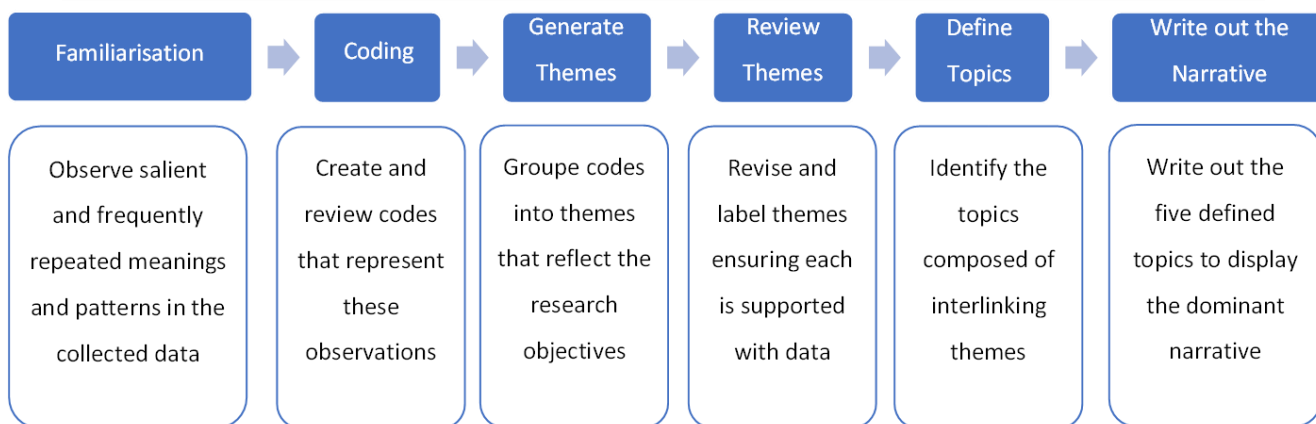 Familiarisation
Coding
Generate
Themes
Review
Themes
Define
Topics
Write out the
Narrative
Observe salient
and frequently
repeated meanings
and patterns in the
collected data
Create and
review codes
that represent
these
observations
Groupe codes
into themes
that reflect the
research
objectives
Revise and
label themes
ensuring each
is supported
with data
Identify the
topics
composed of
interlinking
themes
Write out the
five defined
topics to display
the dominant
narrative